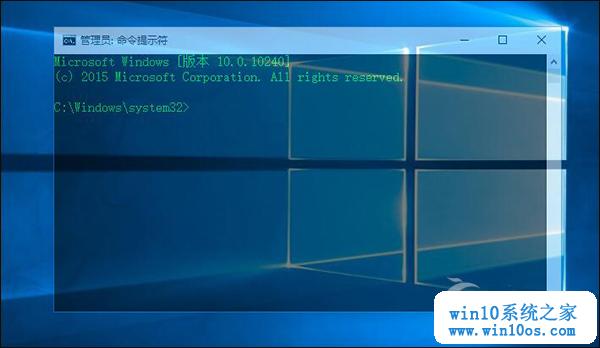 管理员: 命令提示符
Microsoft Windows [版本 10.0.10240]
(c) 2015 Microsoft Corporation. All rights reserved.
C:\Windows\system32>
win10系统之家
www.win10os.com